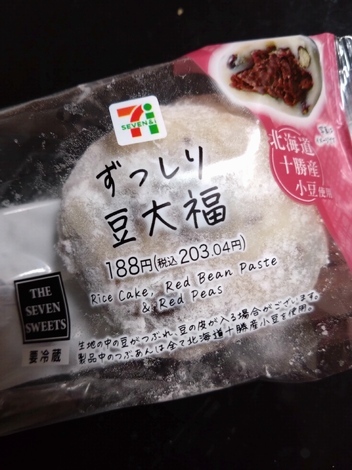 7i
SEVEN&i
北海道
十勝産
小豆使用
ずっしり
豆大福
188円(税込203.04円)
Rice Cake, Red Bean Paste
& Red Peas
THE
SEVEN
SWEETS
要冷蔵
生地の中の豆がつぶれ、豆の皮が入る場合がございます。
製品中のつぶあんは全て北海道十勝産小豆を使用。